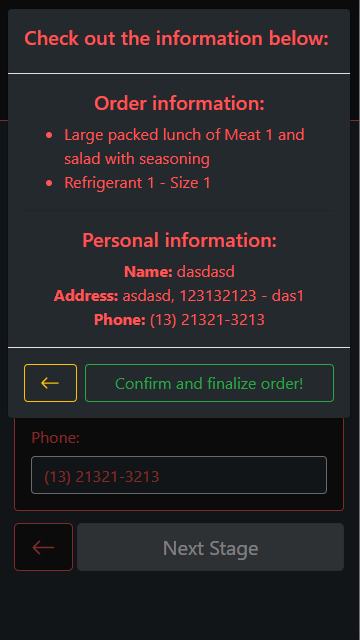 Check out the information below:
Order information:
Large packed lunch of Meat 1 and
salad with seasoning
Refrigerant 1 - Size 1
Personal information:
Name: dasdasd
Address: asdasd, 123132123 - das1
Phone: (13) 21321-3213
Confirm and finalize order!
Phone:
(13) 21321-3213
Next Stage